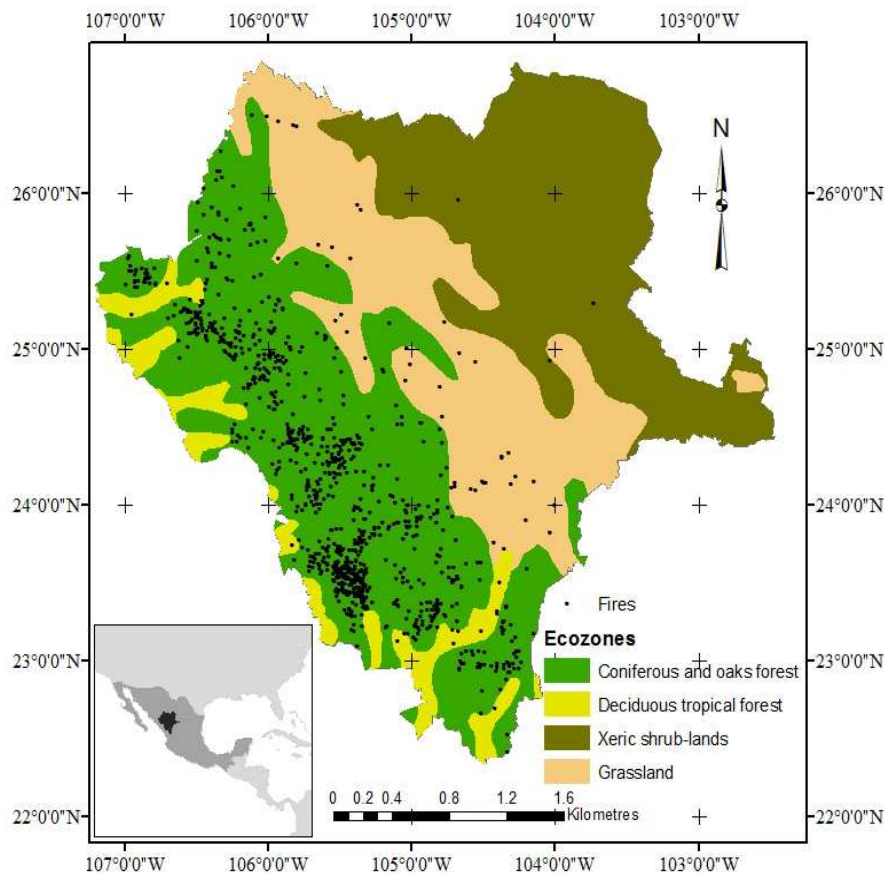 107°0'0"W 106°0'0"W 105°0'0"W 104°0'0"W 103°0'0"W
N
26°0'0"N 26°0'0"N
25°0'0"N 25°0'0"N
24°0'0"N 24°0'0"N
23°0'0"N 23°0'0"N
22°0'0"N 22°0'0"N
Fires
Ecozones
Coniferous and oaks forest
Deciduous tropical forest
Xeric shrub-lands
Grassland
0 0.2 0.4 0.8 1.2 1.6
Kilometres
107°0'0"W 106°0'0"W 105°0'0"W 104°0'0"W 103°0'0"W